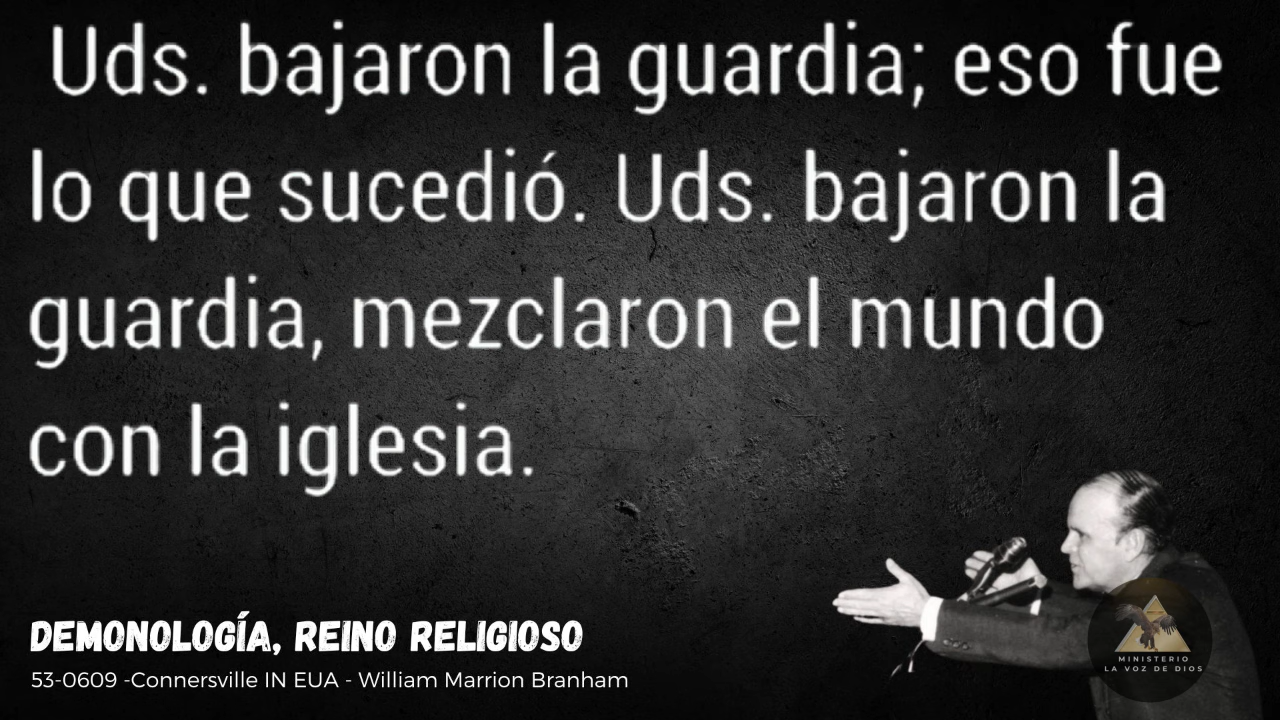 Uds. bajaron la guardia; eso fue
lo que sucedió. Uds. bajaron la
guardia, mezclaron el mundo
con la iglesia.
DEMONOLOGÍA, REINO RELIGIOSO
53-0609 -Connersville IN EUA - William Marrion Branham
MINISTERIO
LA VOZ DE DIOS